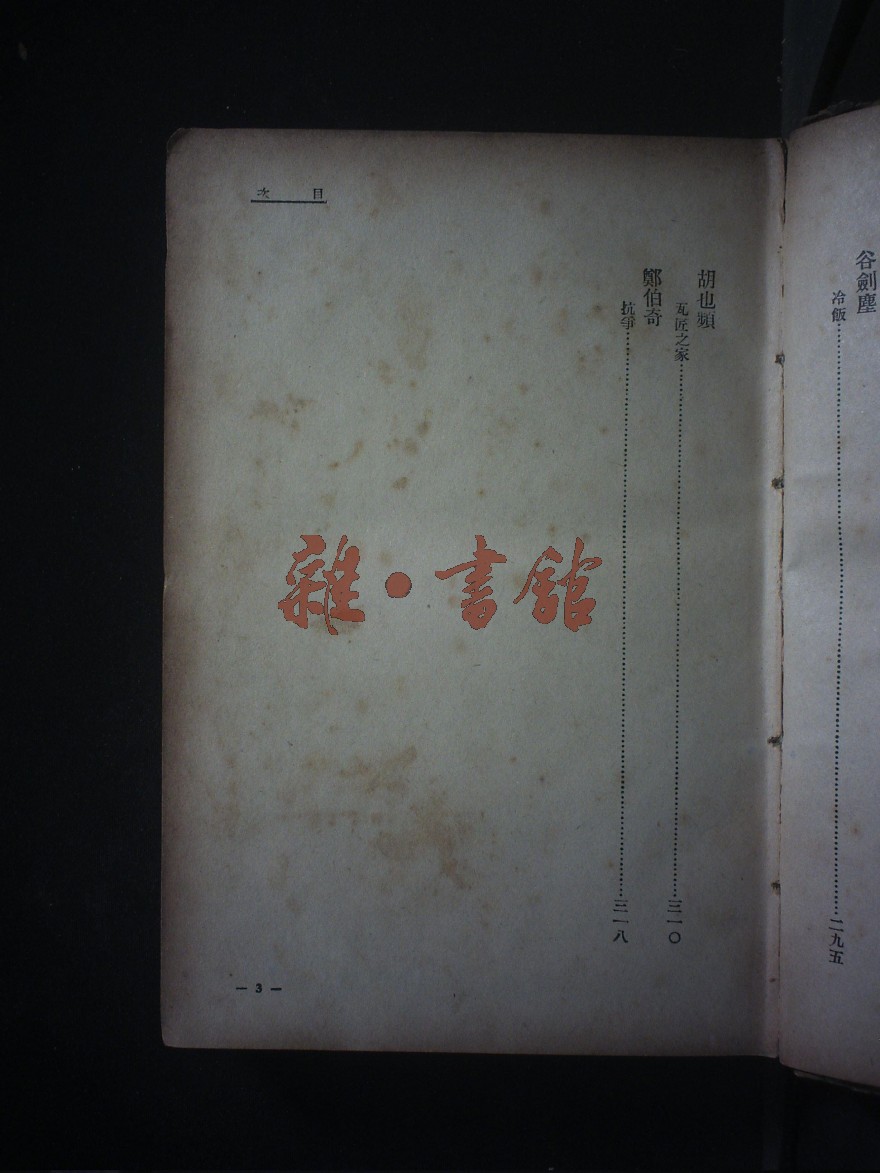 谷劍塵
冷飯……二九五
目次
胡也頻
瓦匠之家……三一〇
鄭伯奇
抗爭……三一八
— 3 —
雜·書館